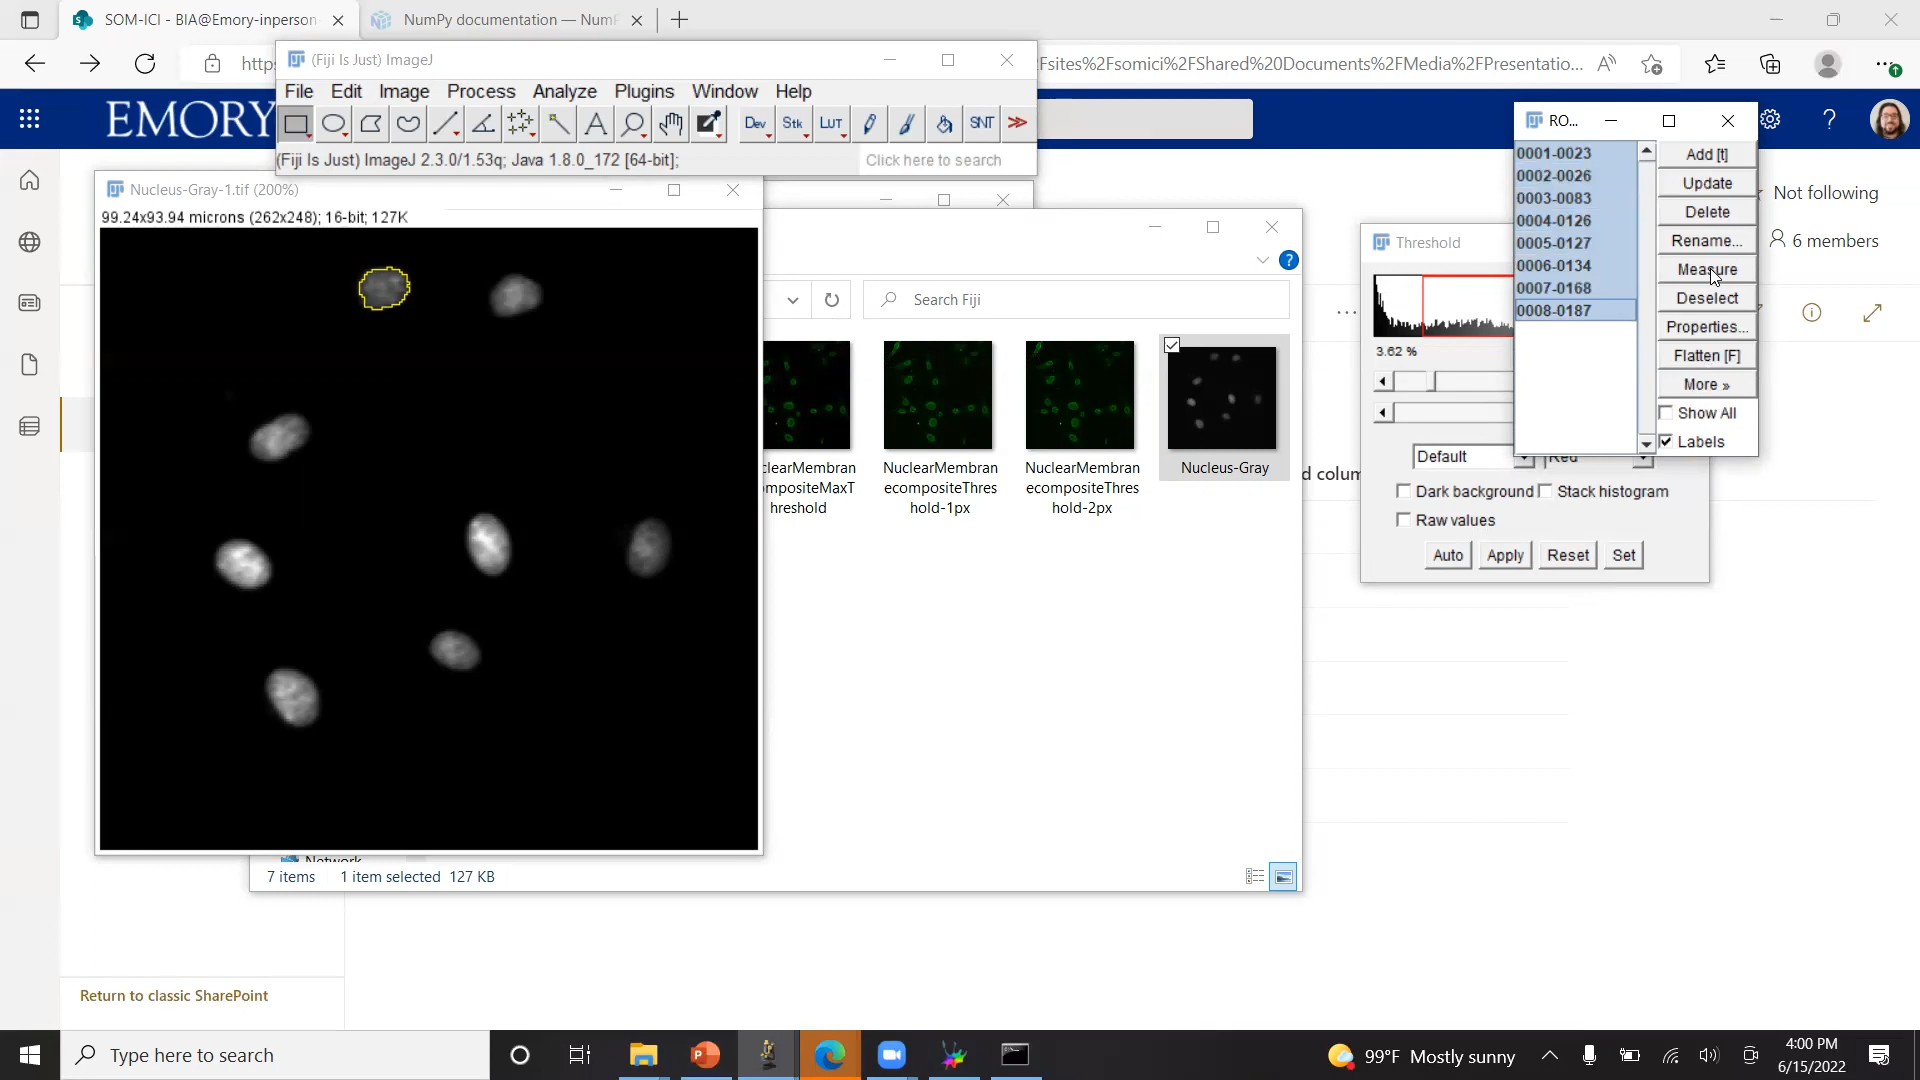 SOM-ICI - BIA@Emory-inperson
NumPy documentation — Num
http
Fsites%2Fsomici%2FShared%20Documents%2FMedia%2FPresentatio...
(Fiji Is Just) ImageJ
File Edit Image Process Analyze Plugins Window Help
Dev Stk LUT SNT
(Fiji Is Just) ImageJ 2.3.0/1.53q; Java 1.8.0_172 [64-bit];
Click here to search
EMORY
Nucleus-Gray-1.tif (200%)
99.24x93.94 microns (262x248); 16-bit; 127K
RO...
0001-0023
0002-0026
0003-0083
0004-0126
0005-0127
0006-0134
0007-0168
0008-0187
Add [t]
Update
Delete
Rename...
Measure
Deselect
Properties...
Flatten [F]
More »
Show All
Labels
Not following
6 members
Threshold
3.62 %
Default
Red
Dark background
Stack histogram
Raw values
Auto Apply Reset Set
Search Fiji
clearMembran
mpositeMaxT
hreshold
NuclearMembran
ecompositeThres
hold-1px
NuclearMembran
ecompositeThres
hold-2px
Nucleus-Gray
d colum
Network
7 items 1 item selected 127 KB
Return to classic SharePoint
Type here to search
99°F Mostly sunny
4:00 PM
6/15/2022